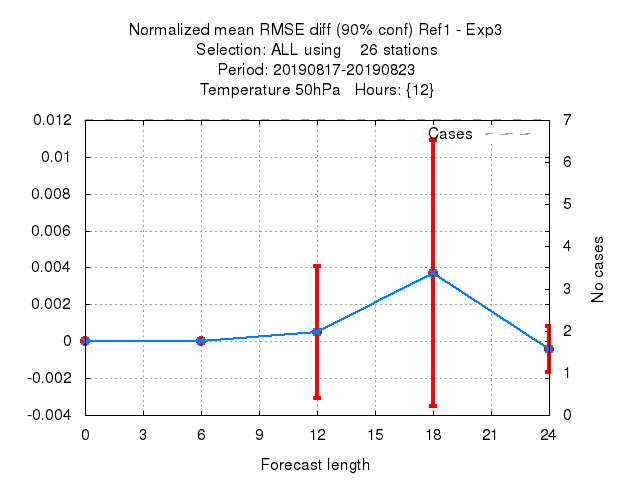 Normalized mean RMSE diff (90% conf) Ref1 - Exp3
Selection: ALL using    26 stations
Period: 20190817-20190823
Temperature 50hPa   Hours: {12}
Cases
0.012
0.01
0.008
0.006
0.004
0.002
0
-0.002
-0.004
7
6
5
4
3
2
1
0
No cases
0 3 6 9 12 15 18 21 24
Forecast length